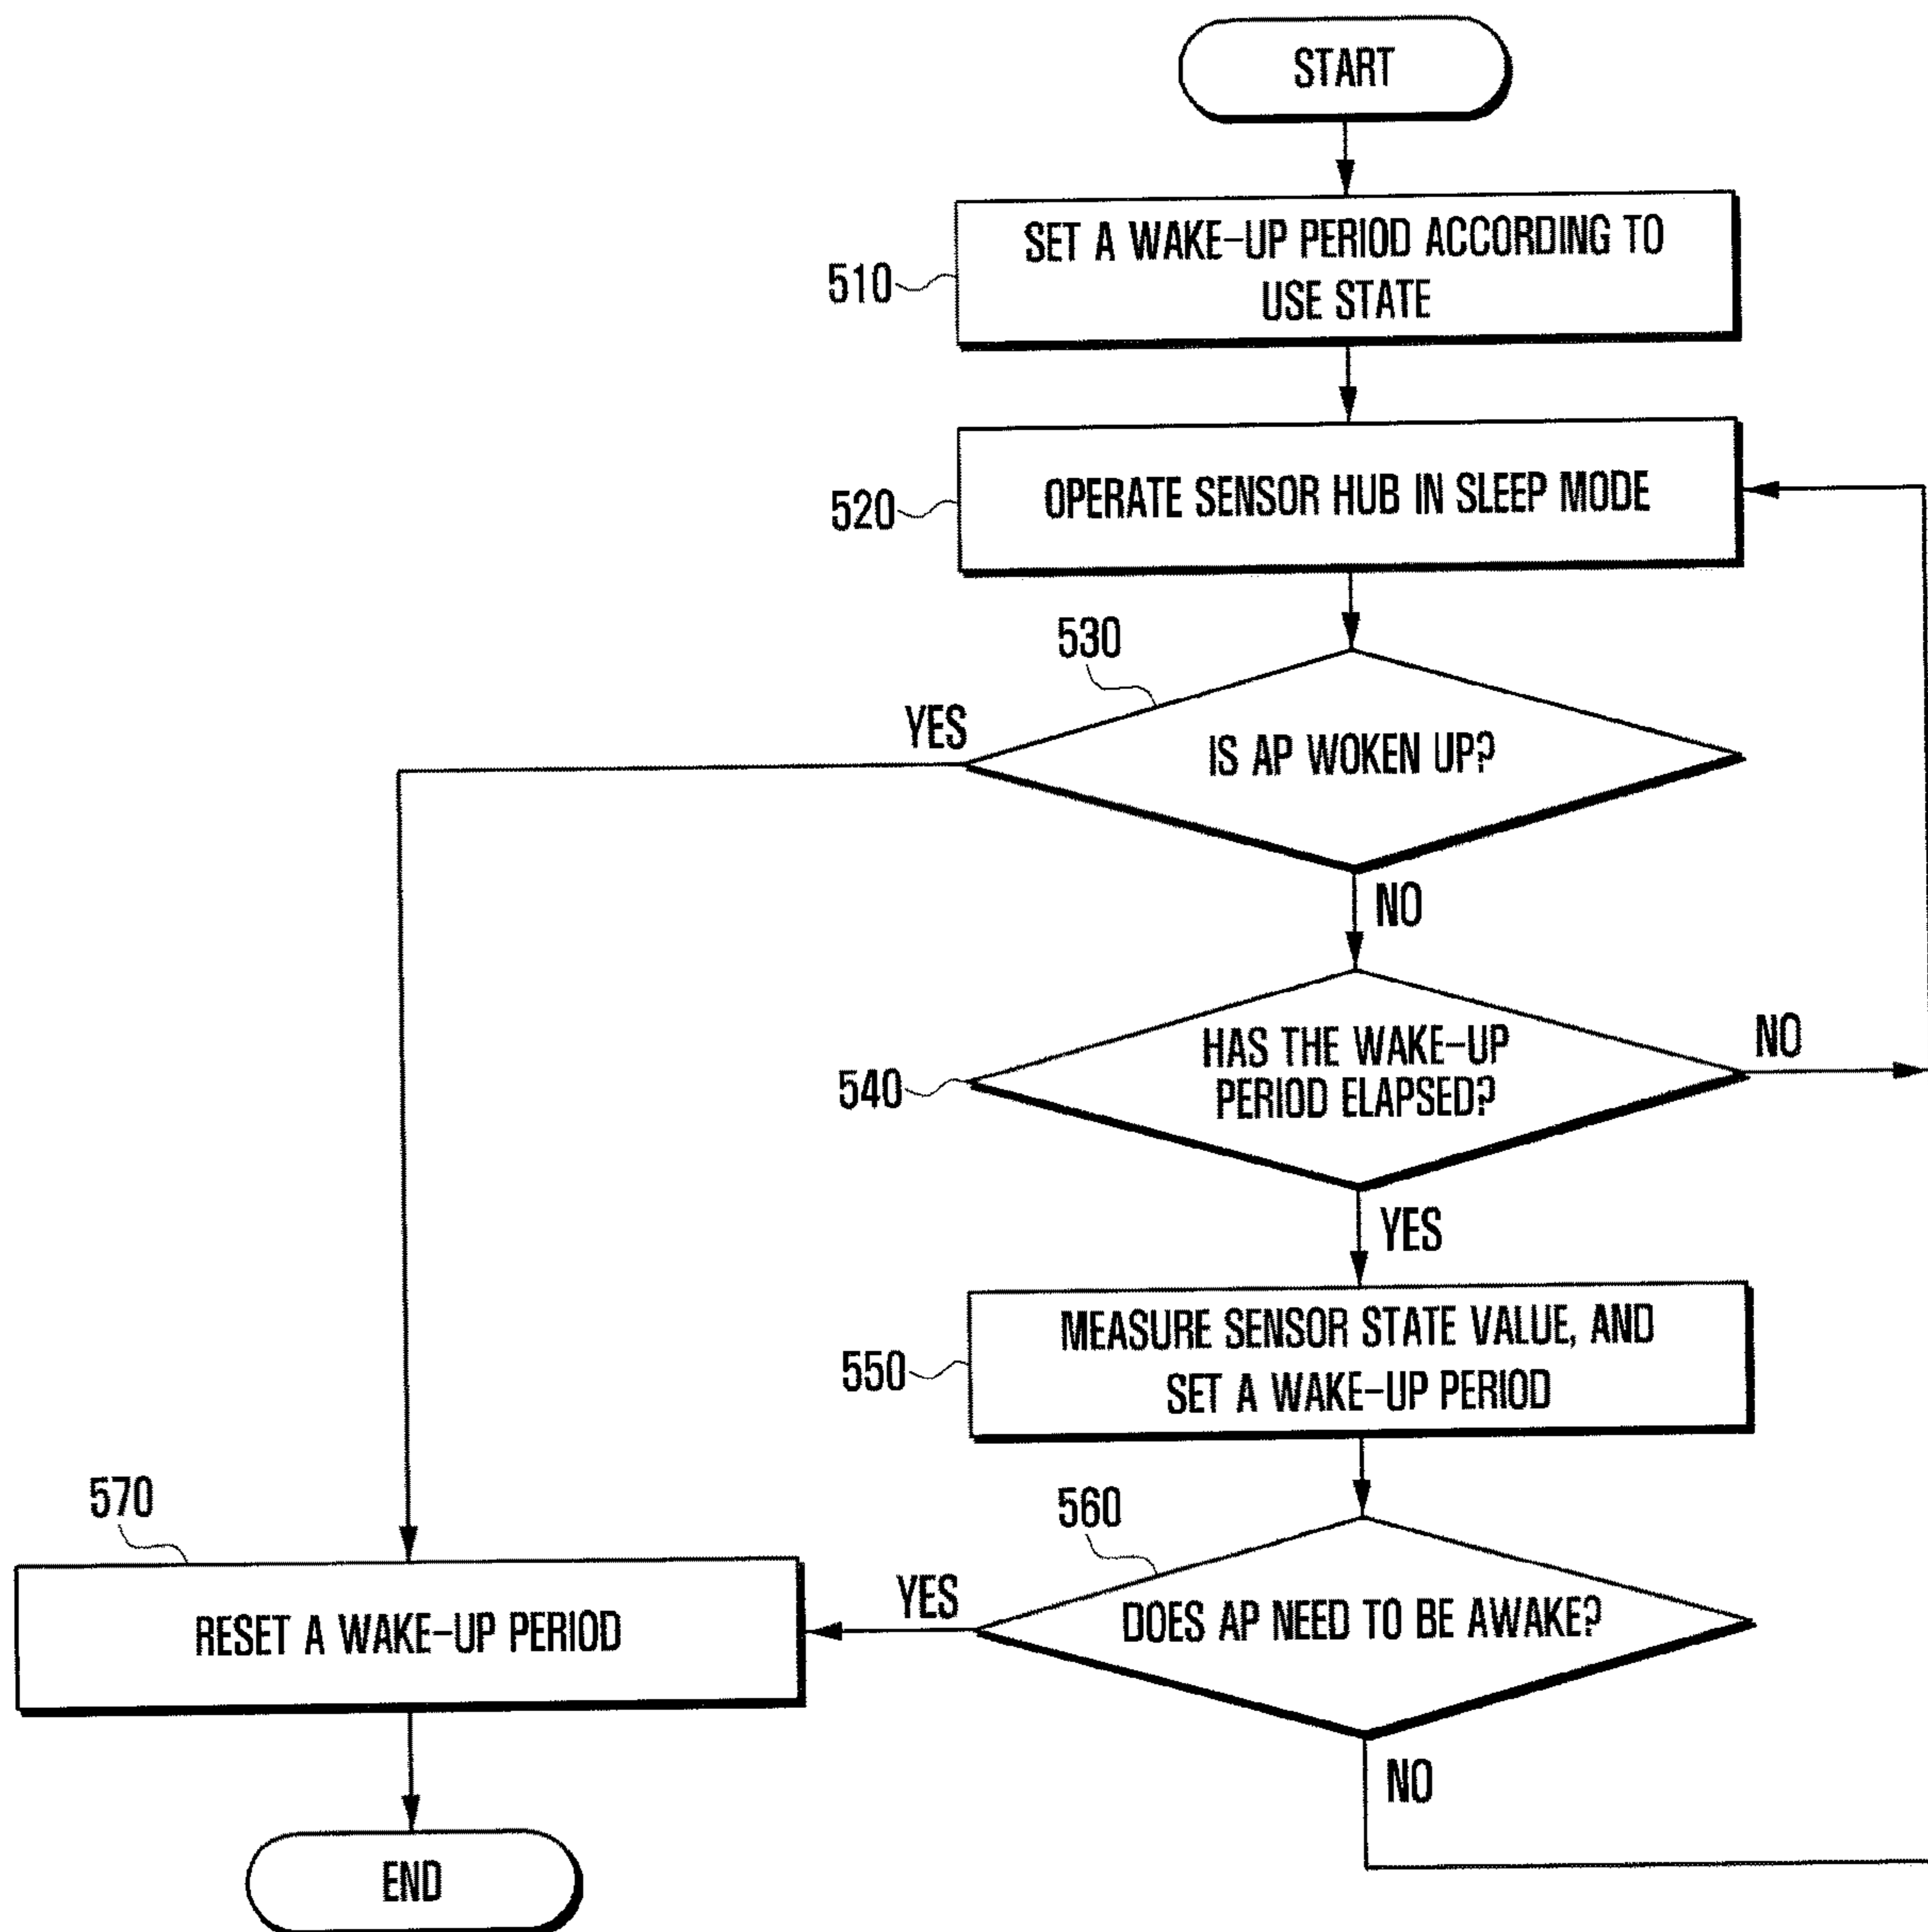 START
510
SET A WAKE-UP PERIOD ACCORDING TO
USE STATE
520
OPERATE SENSOR HUB IN SLEEP MODE
530
YES
IS AP WOKEN UP?
NO
540
HAS THE WAKE-UP
PERIOD ELAPSED?
NO
YES
550
MEASURE SENSOR STATE VALUE, AND
SET A WAKE-UP PERIOD
570
560
RESET A WAKE-UP PERIOD
YES
DOES AP NEED TO BE AWAKE?
NO
END